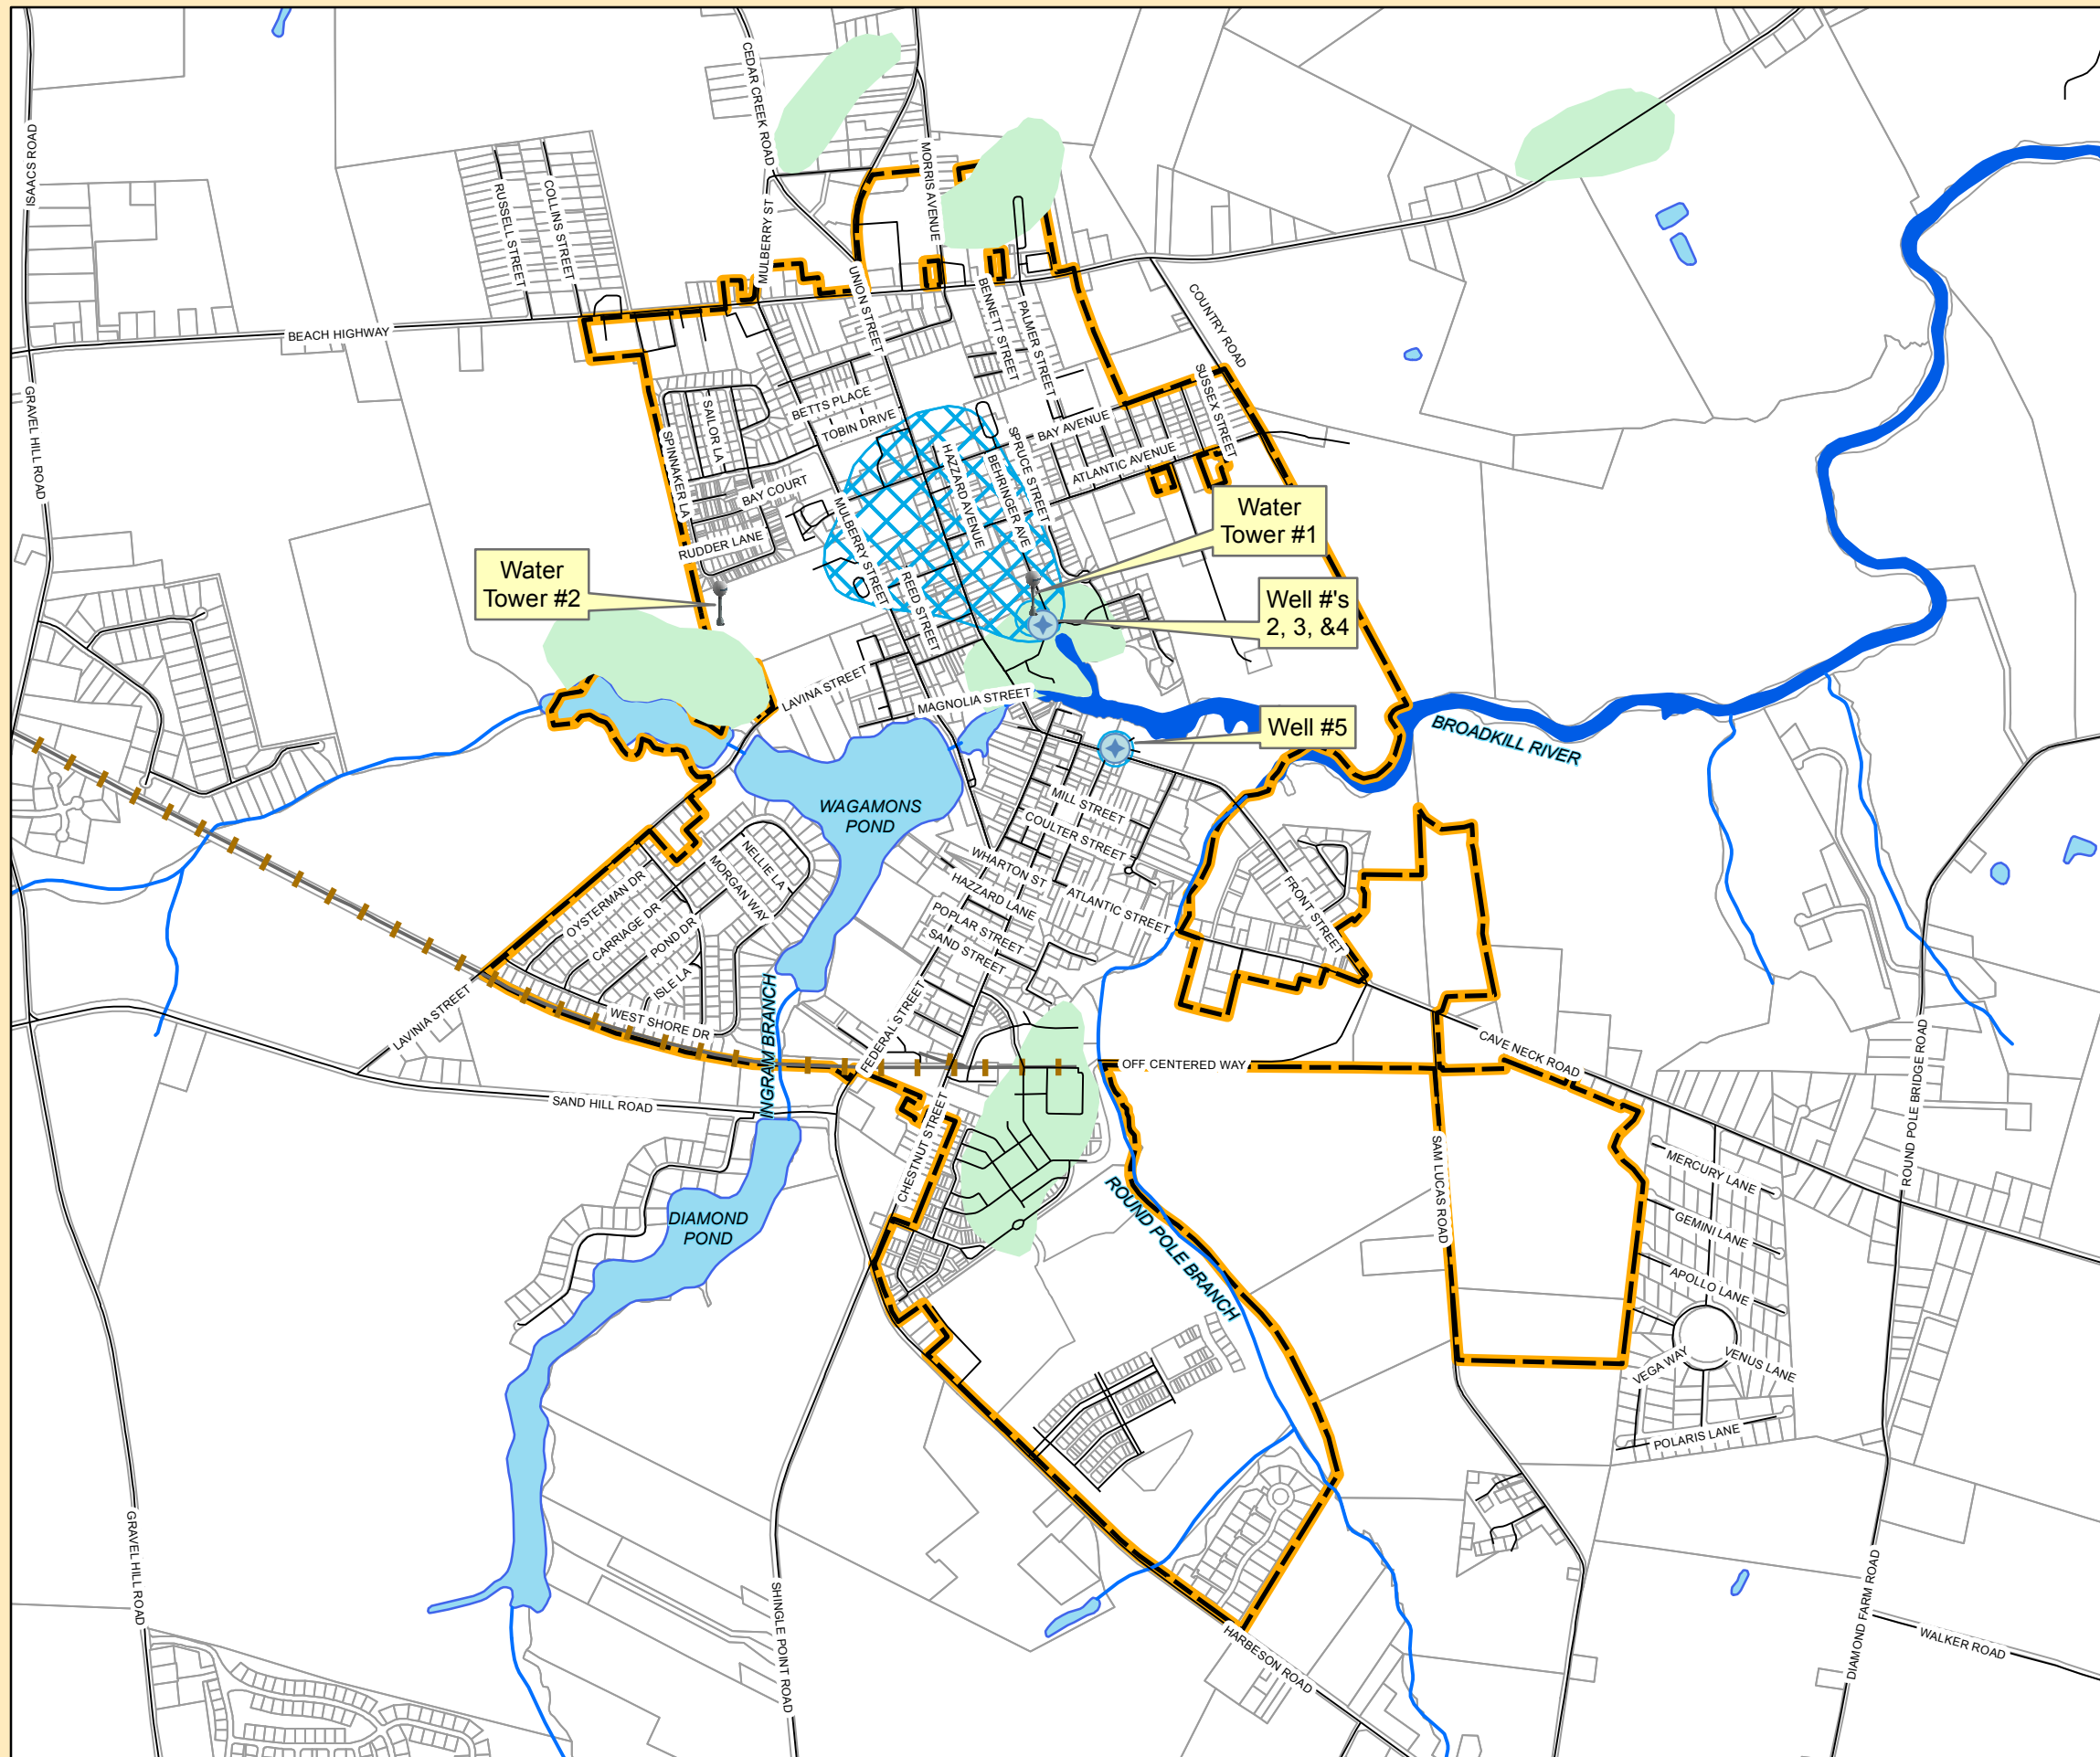 CEDAR CREEK ROAD
ISAACS ROAD
MORRIS AVENUE
RUSSELL STREET
COLLINS STREET
MULBERRY ST
UNION STREET
BENNETT STREET
PALMER STREET
COUNTRY ROAD
BEACH HIGHWAY
GRAVEL HILL ROAD
SUSSEX STREET
BETTS PLACE
TOBIN DRIVE
SAILOR LA
SPINNAKER LA
BAY AVENUE
SPRUCE STREET
ATLANTIC AVENUE
HAZZARD AVENUE
BEHRINGER AVE
BAY COURT
MULBERRY STREET
RUDDER LANE
REED STREET
Water
Tower #1
Water
Tower #2
Well #'s
2, 3, &4
LAVINA STREET
MAGNOLIA STREET
Well #5
BROADKILL RIVER
WAGAMONS
POND
MILL STREET
COULTER STREET
WHARTON ST
HAZZARD LANE
ATLANTIC STREET
POPLAR STREET
SAND STREET
FRONT STREET
NELLIE LA
MORGAN WAY
OYSTERMAN DR
CARRIAGE DR
POND DR
ISLE LA
WEST SHORE DR
LAVINIA STREET
INGRAM BRANCH
FEDERAL STREET
OFF CENTERED WAY
CAVE NECK ROAD
SAND HILL ROAD
CHESTNUT STREET
ROUND POLE BRIDGE ROAD
SAM LUCAS ROAD
MERCURY LANE
GEMINI LANE
APOLLO LANE
VEGA WAY
VENUS LANE
POLARIS LANE
DIAMOND
POND
ROUND POLE BRANCH
GRAVEL HILL ROAD
SHINGLE POINT ROAD
HARBESON ROAD
DIAMOND FARM ROAD
WALKER ROAD